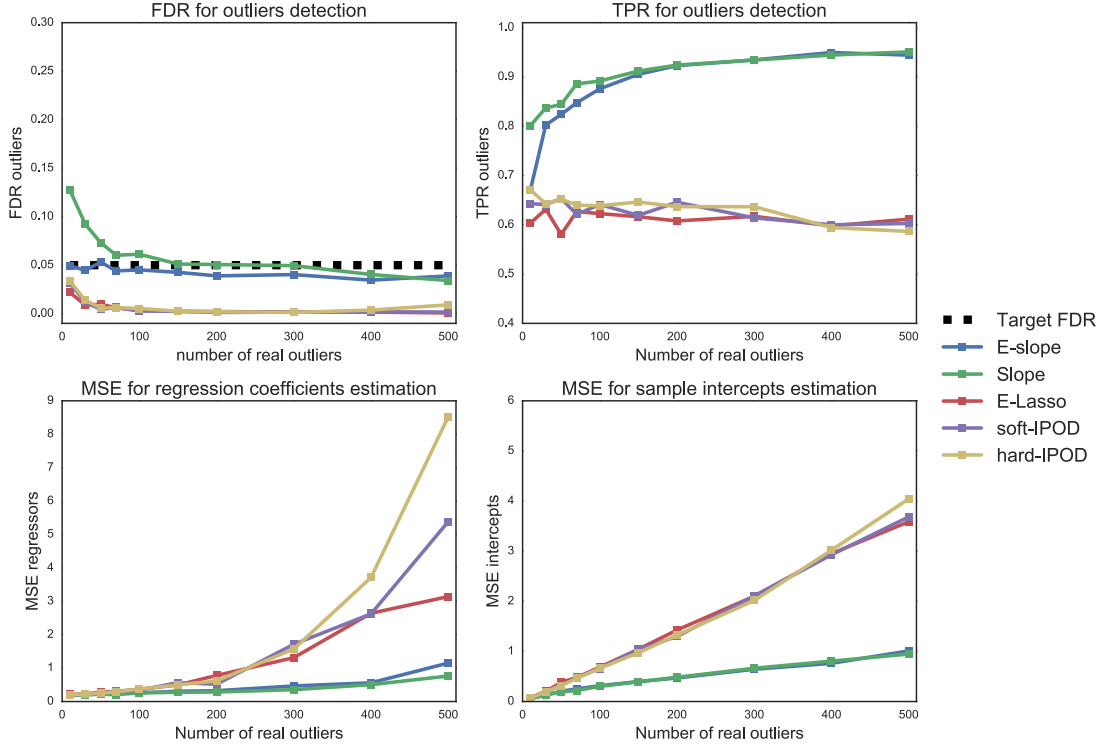 FDR for outliers detection
0.30
0.25
0.20
0.15
0.10
0.05
0.00
FDR outliers
0 100 200 300 400 500
number of real outliers
TPR for outliers detection
1.0
0.9
0.8
0.7
0.6
0.5
0.4
TPR outliers
0 100 200 300 400 500
Number of real outliers
MSE for regression coefficients estimation
9
8
7
6
5
4
3
2
1
0
MSE regressors
0 100 200 300 400 500
Number of real outliers
MSE for sample intercepts estimation
6
5
4
3
2
1
0
MSE intercepts
0 100 200 300 400 500
Number of real outliers
Target FDR
E-slope
Slope
E-Lasso
soft-IPOD
hard-IPOD